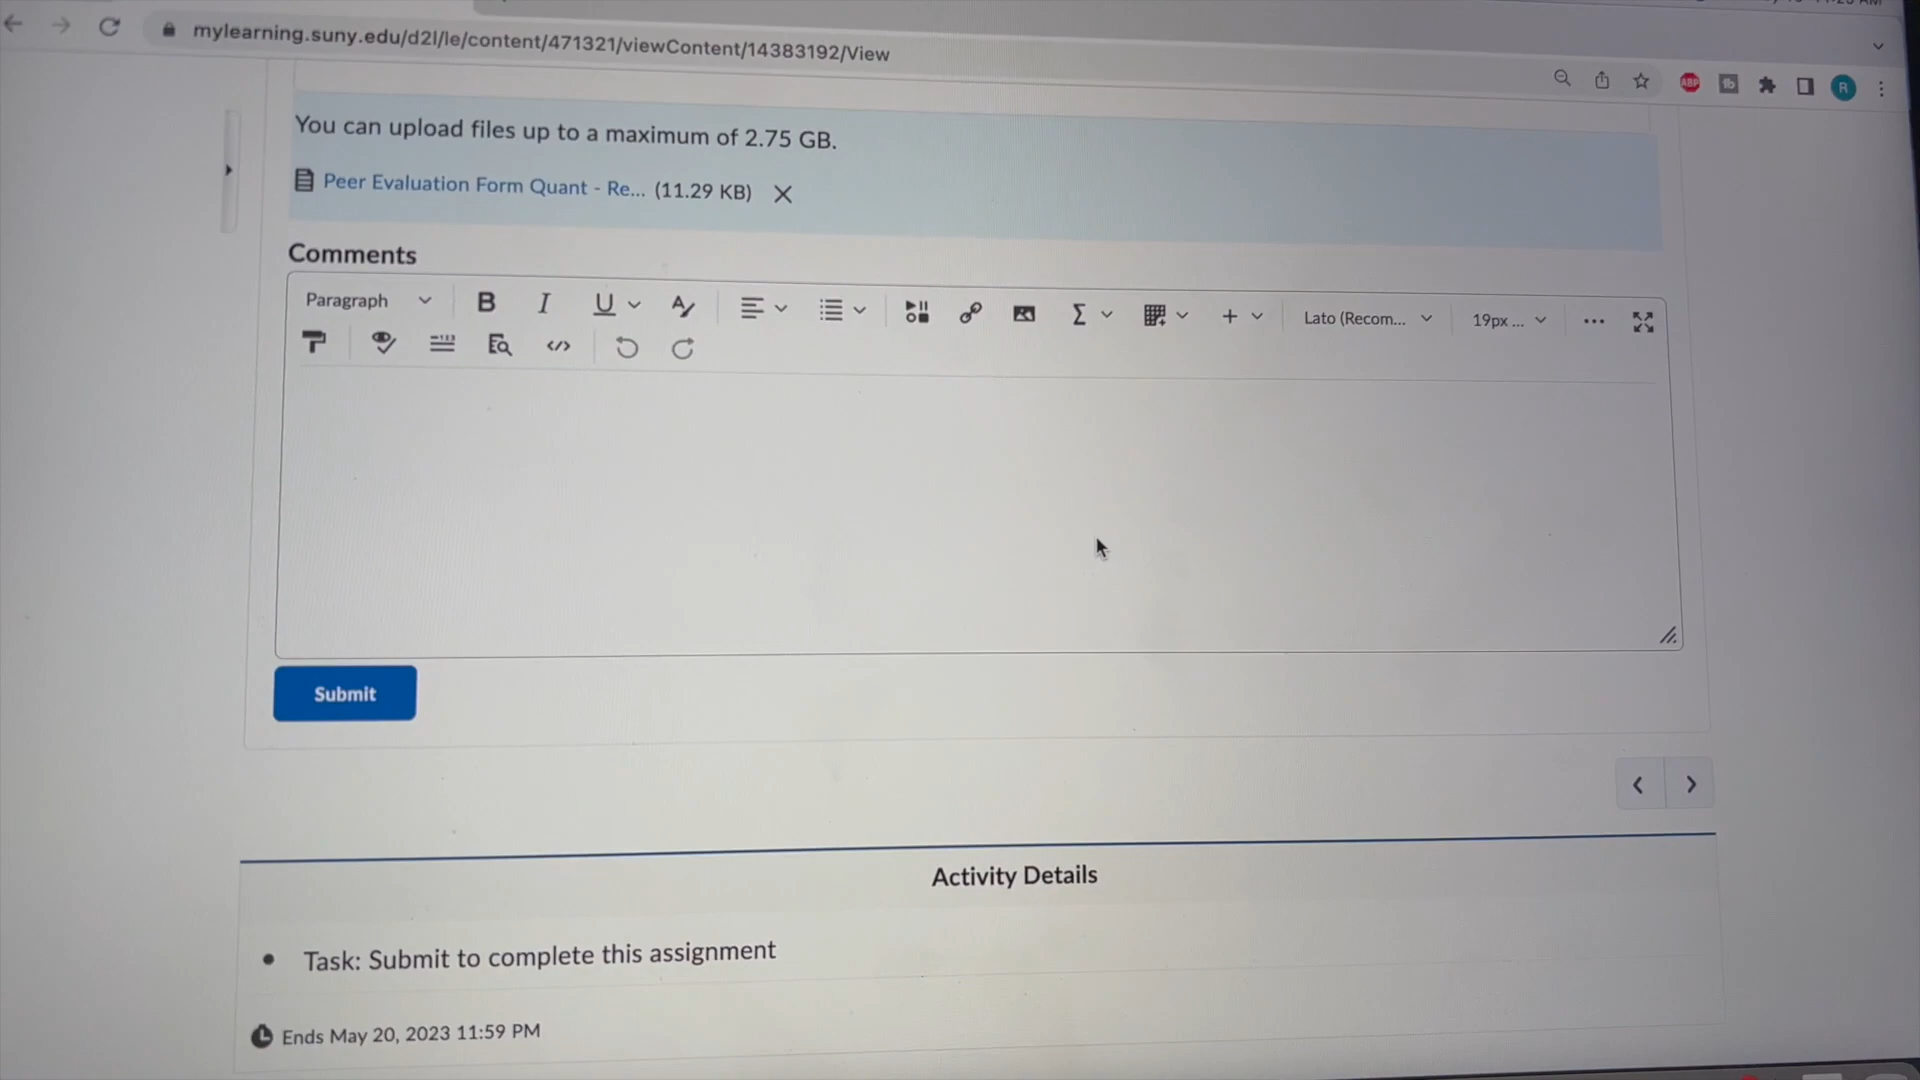 mylearning.suny.edu/d2l/le/content/471321/viewContent/14383192/View
ABP
R
You can upload files up to a maximum of 2.75 GB.
Peer Evaluation Form Quant - Re... (11.29 KB)
Comments
Paragraph B I U Σ Lato (Recom... 19px ...
Submit
Activity Details
Task: Submit to complete this assignment
Ends May 20, 2023 11:59 PM